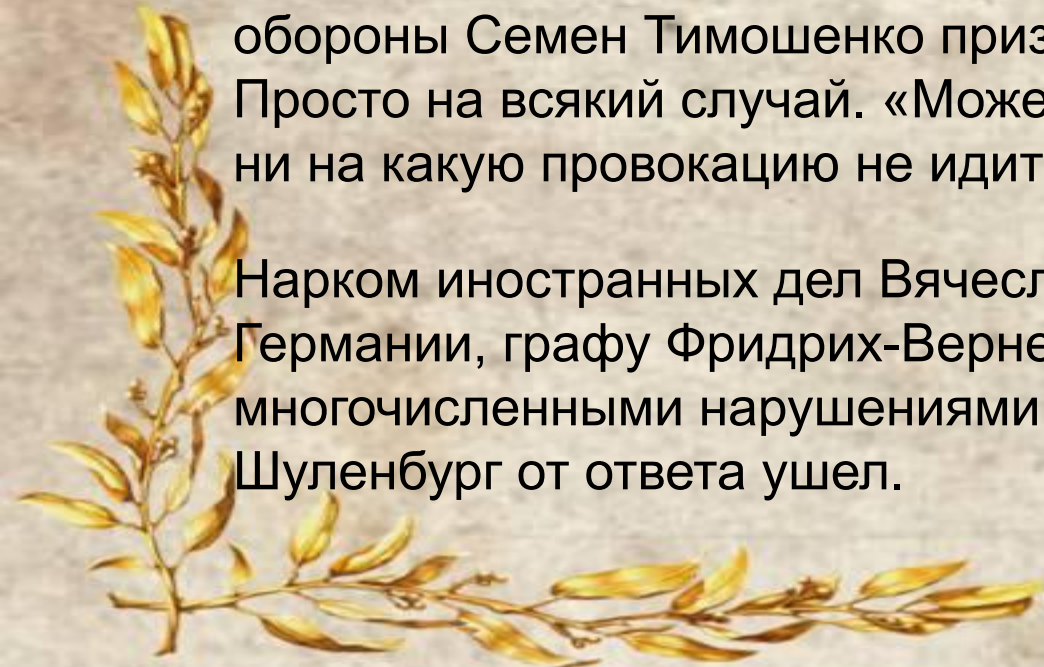 обороны Семен Тимошенко приз
Просто на всякий случай. «Може
ни на какую провокацию не идит
Нарком иностранных дел Вячесл
Германии, графу Фридрих-Верне
многочисленными нарушениями
Шуленбург от ответа ушел.